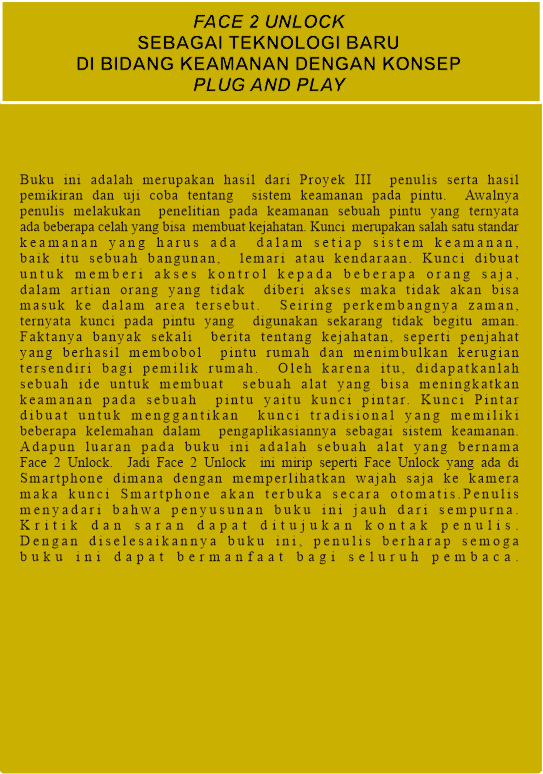 FACE 2 UNLOCK
SEBAGAI TEKNOLOGI BARU
DI BIDANG KEAMANAN DENGAN KONSEP
PLUG AND PLAY
Buku ini adalah merupakan hasil dari Proyek III penulis serta hasil
pemikiran dan uji coba tentang sistem keamanan pada pintu. Awalnya
penulis melakukan penelitian pada keamanan sebuah pintu yang ternyata
ada beberapa celah yang bisa membuat kejahatan. Kunci merupakan salah satu standar
keamanan yang harus ada dalam setiap sistem keamanan,
baik itu sebuah bangunan, lemari atau kendaraan. Kunci dibuat
untuk memberi akses kontrol kepada beberapa orang saja,
dalam artian orang yang tidak diberi akses maka tidak akan bisa
masuk ke dalam area tersebut. Seiring perkembangnya zaman,
ternyata kunci pada pintu yang digunakan sekarang tidak begitu aman.
Faktanya banyak sekali berita tentang kejahatan, seperti penjahat
yang berhasil membobol pintu rumah dan menimbulkan kerugian
tersendiri bagi pemilik rumah. Oleh karena itu, didapatkanlah
sebuah ide untuk membuat sebuah alat yang bisa meningkatkan
keamanan pada sebuah pintu yaitu kunci pintar. Kunci Pintar
dibuat untuk menggantikan kunci tradisional yang memiliki
beberapa kelemahan dalam pengaplikasiannya sebagai sistem keamanan.
Adapun luaran pada buku ini adalah sebuah alat yang bernama
Face 2 Unlock. Jadi Face 2 Unlock ini mirip seperti Face Unlock yang ada di
Smartphone dimana dengan memperlihatkan wajah saja ke kamera
maka kunci Smartphone akan terbuka secara otomatis.Penulis
menyadari bahwa penyusunan buku ini jauh dari sempurna.
Kritik dan saran dapat ditujukan kontak penulis.
Dengan diselesaikannya buku ini, penulis berharap semoga
buku ini dapat bermanfaat bagi seluruh pembaca.